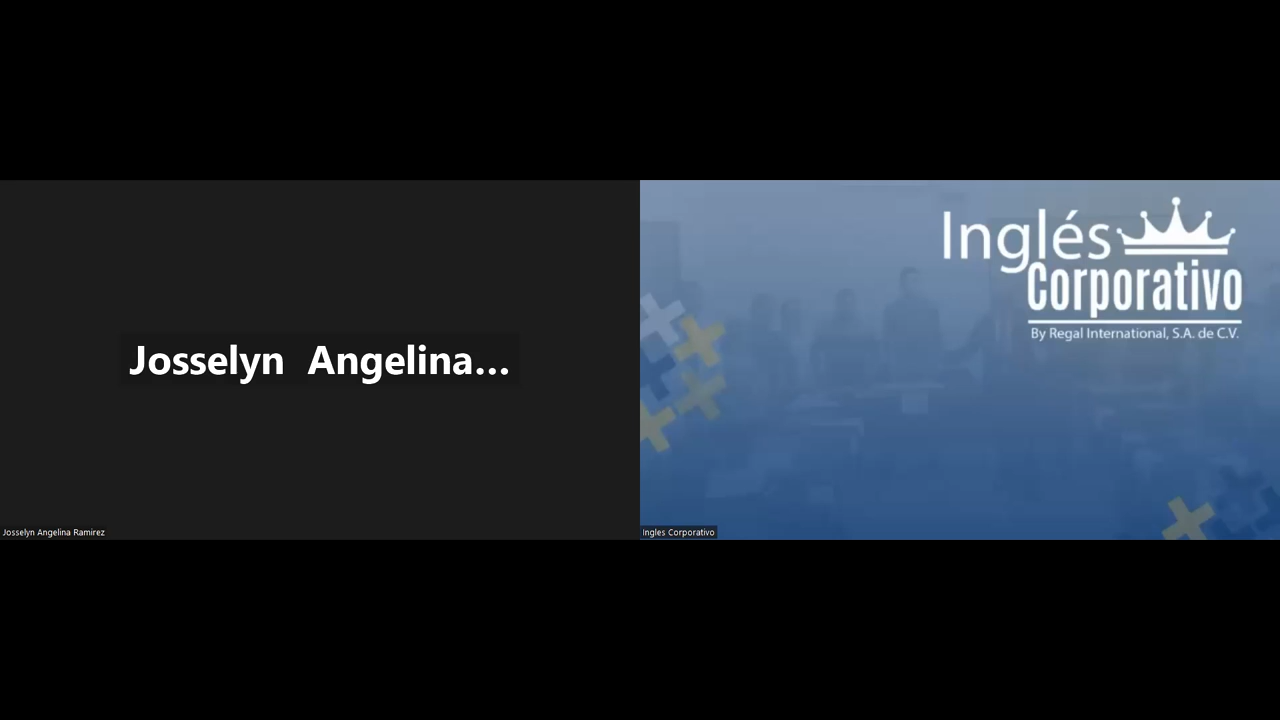 Josselyn Angelina...
Josselyn Angelina Ramirez
Inglés
Corporativo
By Regal International, S.A. de C.V.
Ingles Corporativo